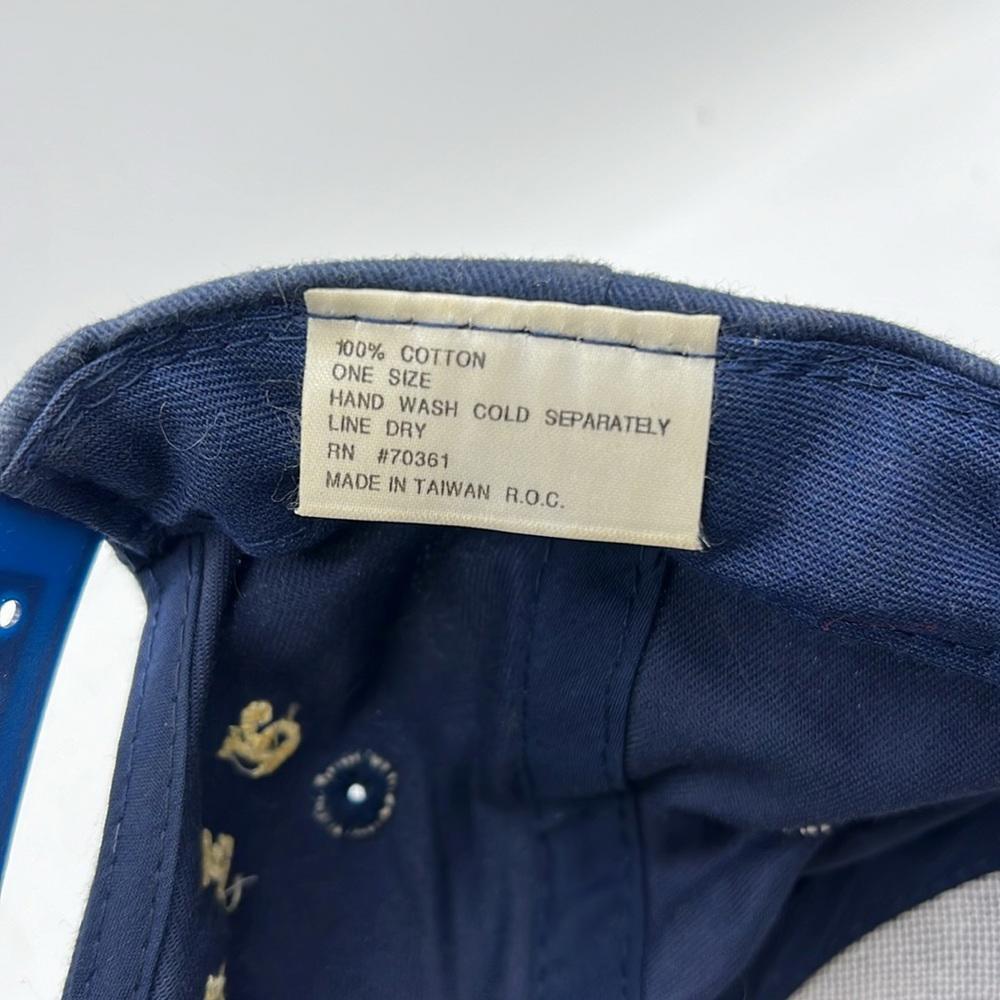 100% COTTON
ONE SIZE
HAND WASH COLD SEPARATELY
LINE DRY
RN #70361
MADE IN TAIWAN R.O.C.